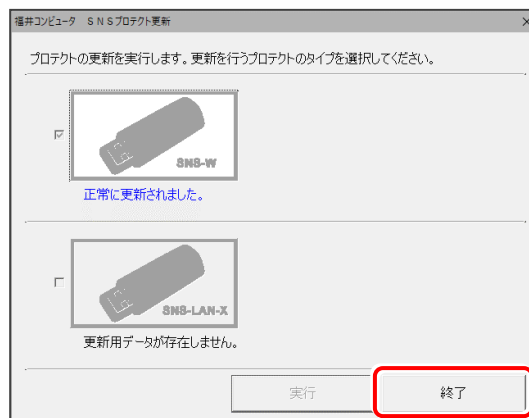 福井コンピュータ　ＳＮＳプロテクト更新
プロテクトの更新を実行します。更新を行うプロテクトのタイプを選択してください。
SNS-W
正常に更新されました。
SNS-LAN-X
更新用データが存在しません。
実行
終了